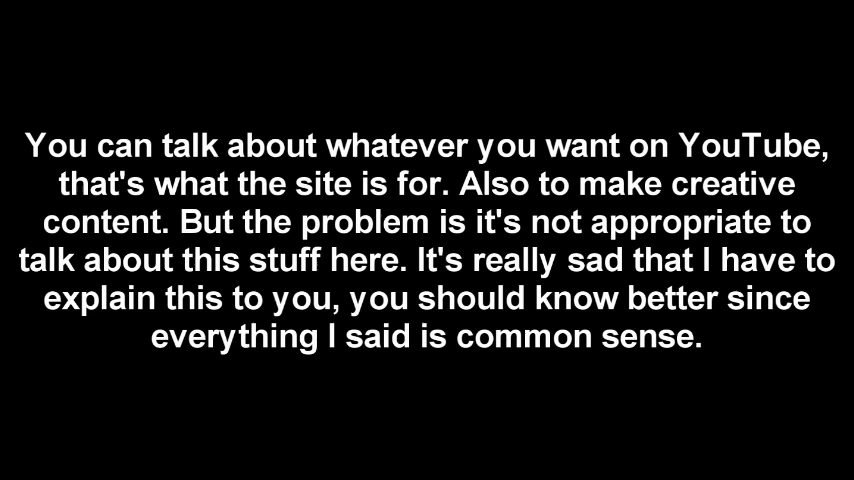 You can talk about whatever you want on YouTube,
that's what the site is for. Also to make creative
content. But the problem is it's not appropriate to
talk about this stuff here. It's really sad that I have to
explain this to you, you should know better since
everything I said is common sense.